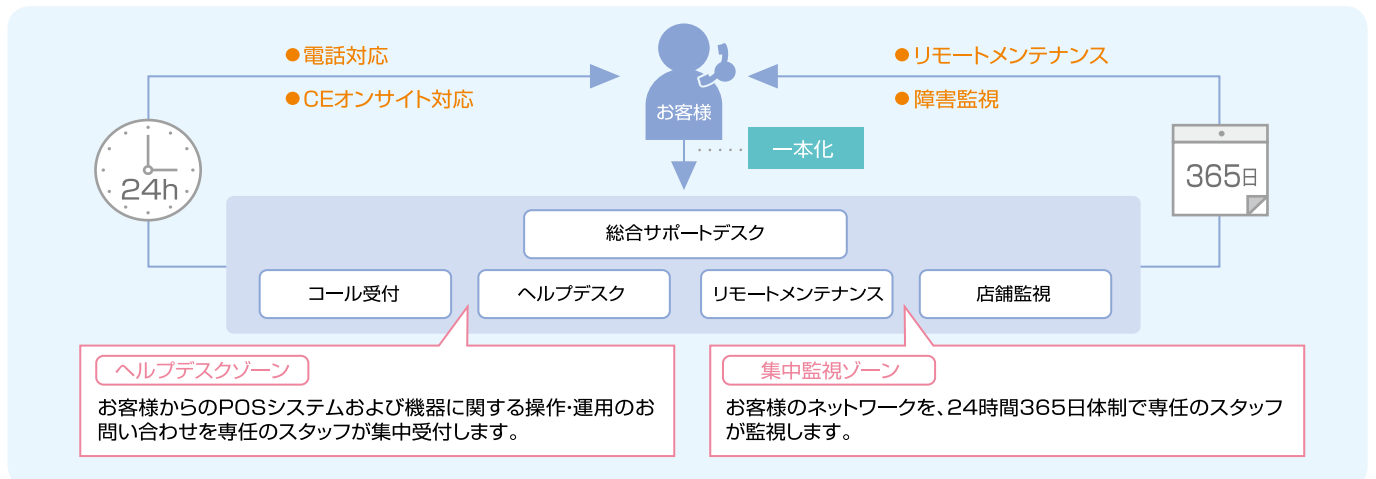 ●電話対応
●CEオンサイト対応
●リモートメンテナンス
●障害監視
お客様
一本化
24h
365日
総合サポートデスク
コール受付
ヘルプデスク
リモートメンテナンス
店舗監視
ヘルプデスクゾーン
お客様からのPOSシステムおよび機器に関する操作・運用のお
問い合わせを専任のスタッフが集中受付します。
集中監視ゾーン
お客様のネットワークを、24時間365日体制で専任のスタッフ
が監視します。